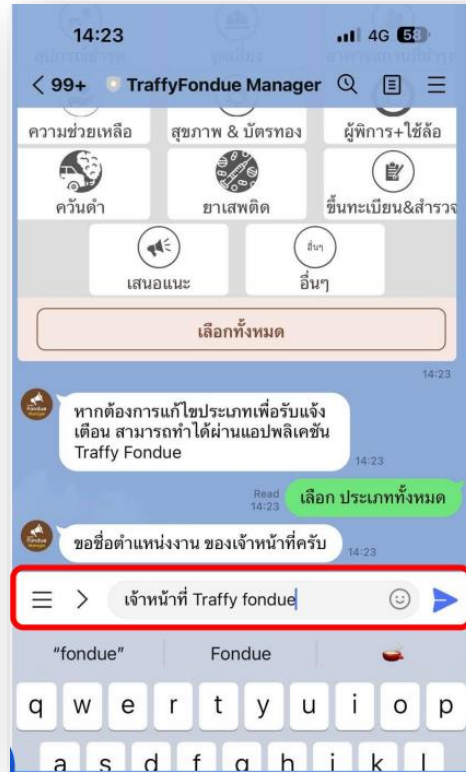 14:23
4G 53
< 99+ TraffyFondue Manager
ความช่วยเหลือ
สุขภาพ & บัตรทอง
ผู้พิการ+ใช้ล้อ
ควันดำ
ยาเสพติด
ขึ้นทะเบียน&สำรวจ
อื่นๆ
เสนอแนะ
อื่นๆ
เลือกทั้งหมด
14:23
หากต้องการแก้ไขประเภทเพื่อรับแจ้ง
เตือน สามารถทำได้ผ่านแอปพลิเคชัน
Traffy Fondue
14:23
Read
14:23
เลือก ประเภททั้งหมด
ขอชื่อตำแหน่งงาน ของเจ้าหน้าที่ครับ
14:23
เจ้าหน้าที่ Traffy fondue
"fondue"
Fondue
q w e r t y u i o p
a s d f g h j k l